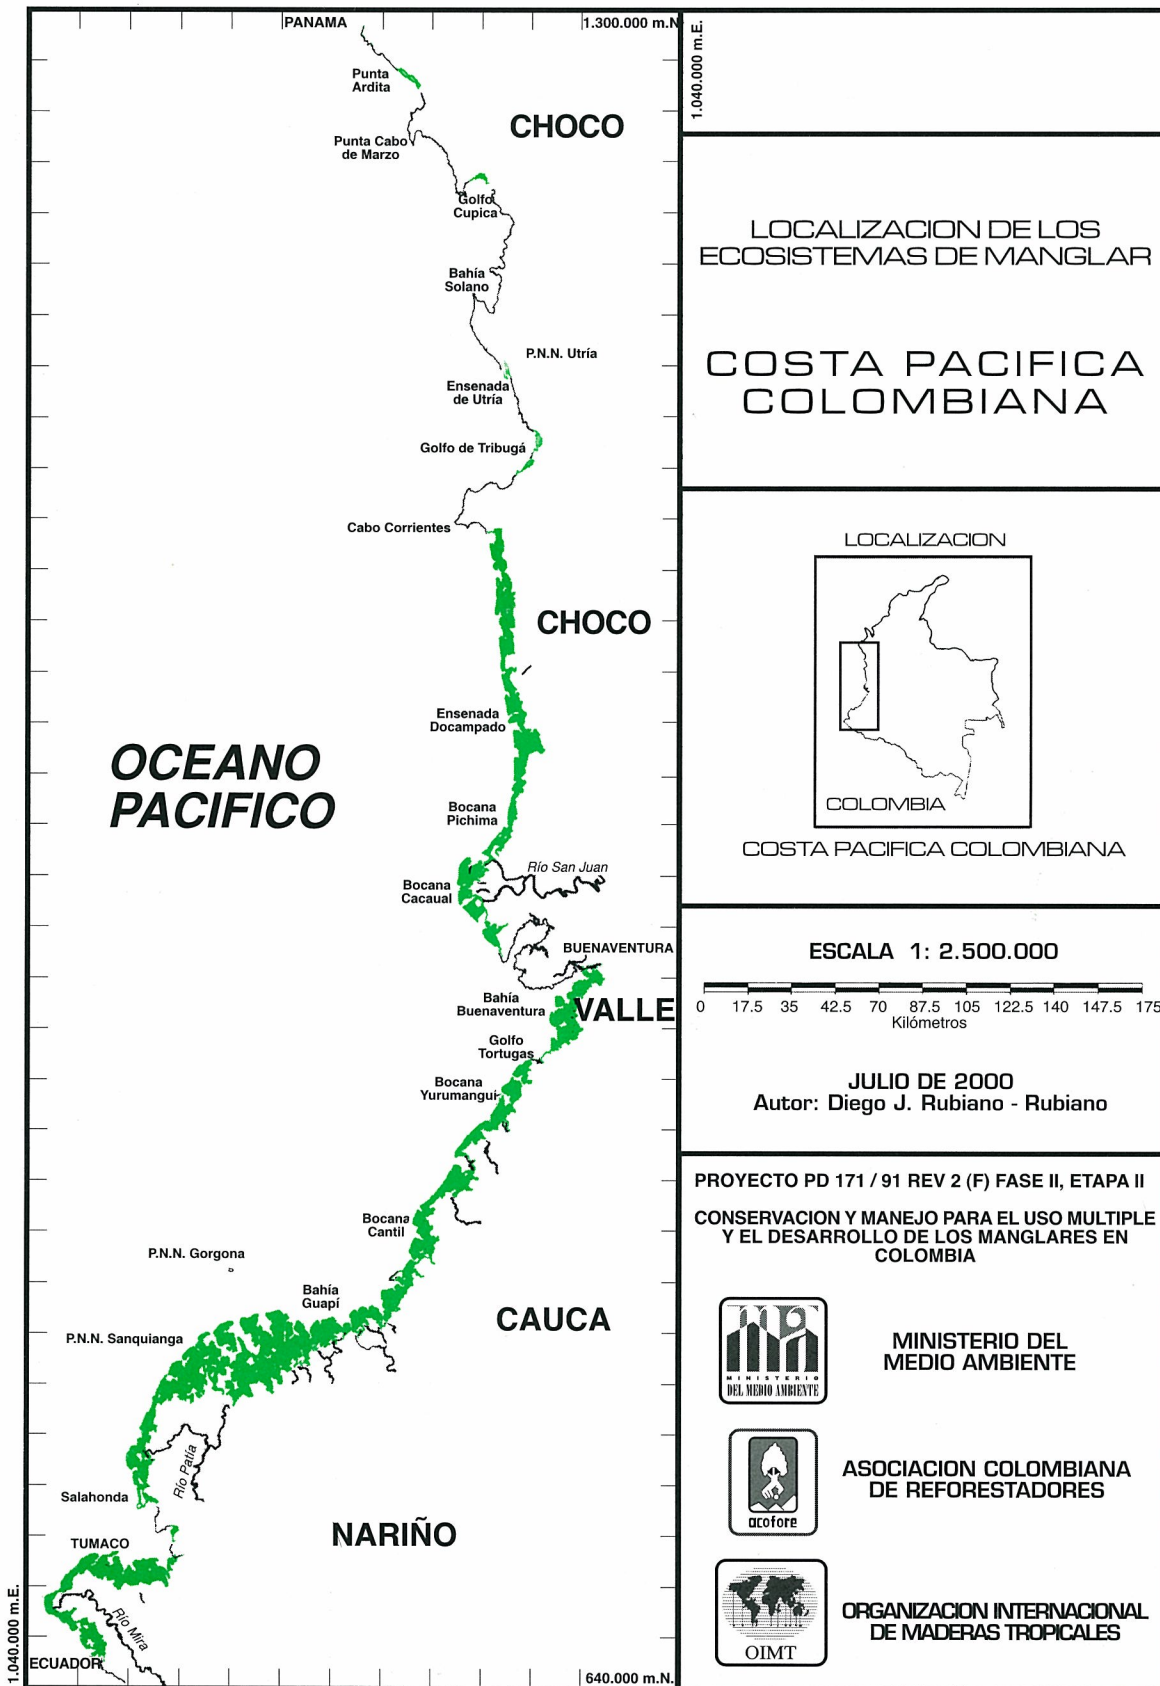 PANAMA
1.300.000 m.N
Punta
Ardita
CHOCO
Punta Cabo
de Marzo
Golfo
Cupica
Bahía
Solano
P.N.N. Utría
Ensenada
de Utría
Golfo de Tribugá
Cabo Corrientes
CHOCO
Ensenada
Docampado
OCEANO
PACIFICO
Bocana
Pichima
Río San Juan
Bocana
Cacaual
BUENAVENTURA
Bahía
Buenaventura
VALLE
Golfo
Tortugas
Bocana
Yurumanguí
Bocana
Cantil
P.N.N. Gorgona
Bahía
Guapí
CAUCA
P.N.N. Sanquianga
Río Patía
Salahonda
NARIÑO
TUMACO
Río Mira
ECUADOR
1.040.000 m.E.
640.000 m.N.
1.040.000 m.E.
LOCALIZACION DE LOS
ECOSISTEMAS DE MANGLAR
COSTA PACIFICA
COLOMBIANA
LOCALIZACION
COLOMBIA
COSTA PACIFICA COLOMBIANA
ESCALA 1: 2.500.000
0 17.5 35 42.5 70 87.5 105 122.5 140 147.5 175
Kilómetros
JULIO DE 2000
Autor: Diego J. Rubiano - Rubiano
PROYECTO PD 171 / 91 REV 2 (F) FASE II, ETAPA II
CONSERVACION Y MANEJO PARA EL USO MULTIPLE
Y EL DESARROLLO DE LOS MANGLARES EN
COLOMBIA
MINISTERIO
DEL MEDIO AMBIENTE
MINISTERIO DEL
MEDIO AMBIENTE
acofore
ASOCIACION COLOMBIANA
DE REFORESTADORES
OIMT
ORGANIZACION INTERNACIONAL
DE MADERAS TROPICALES